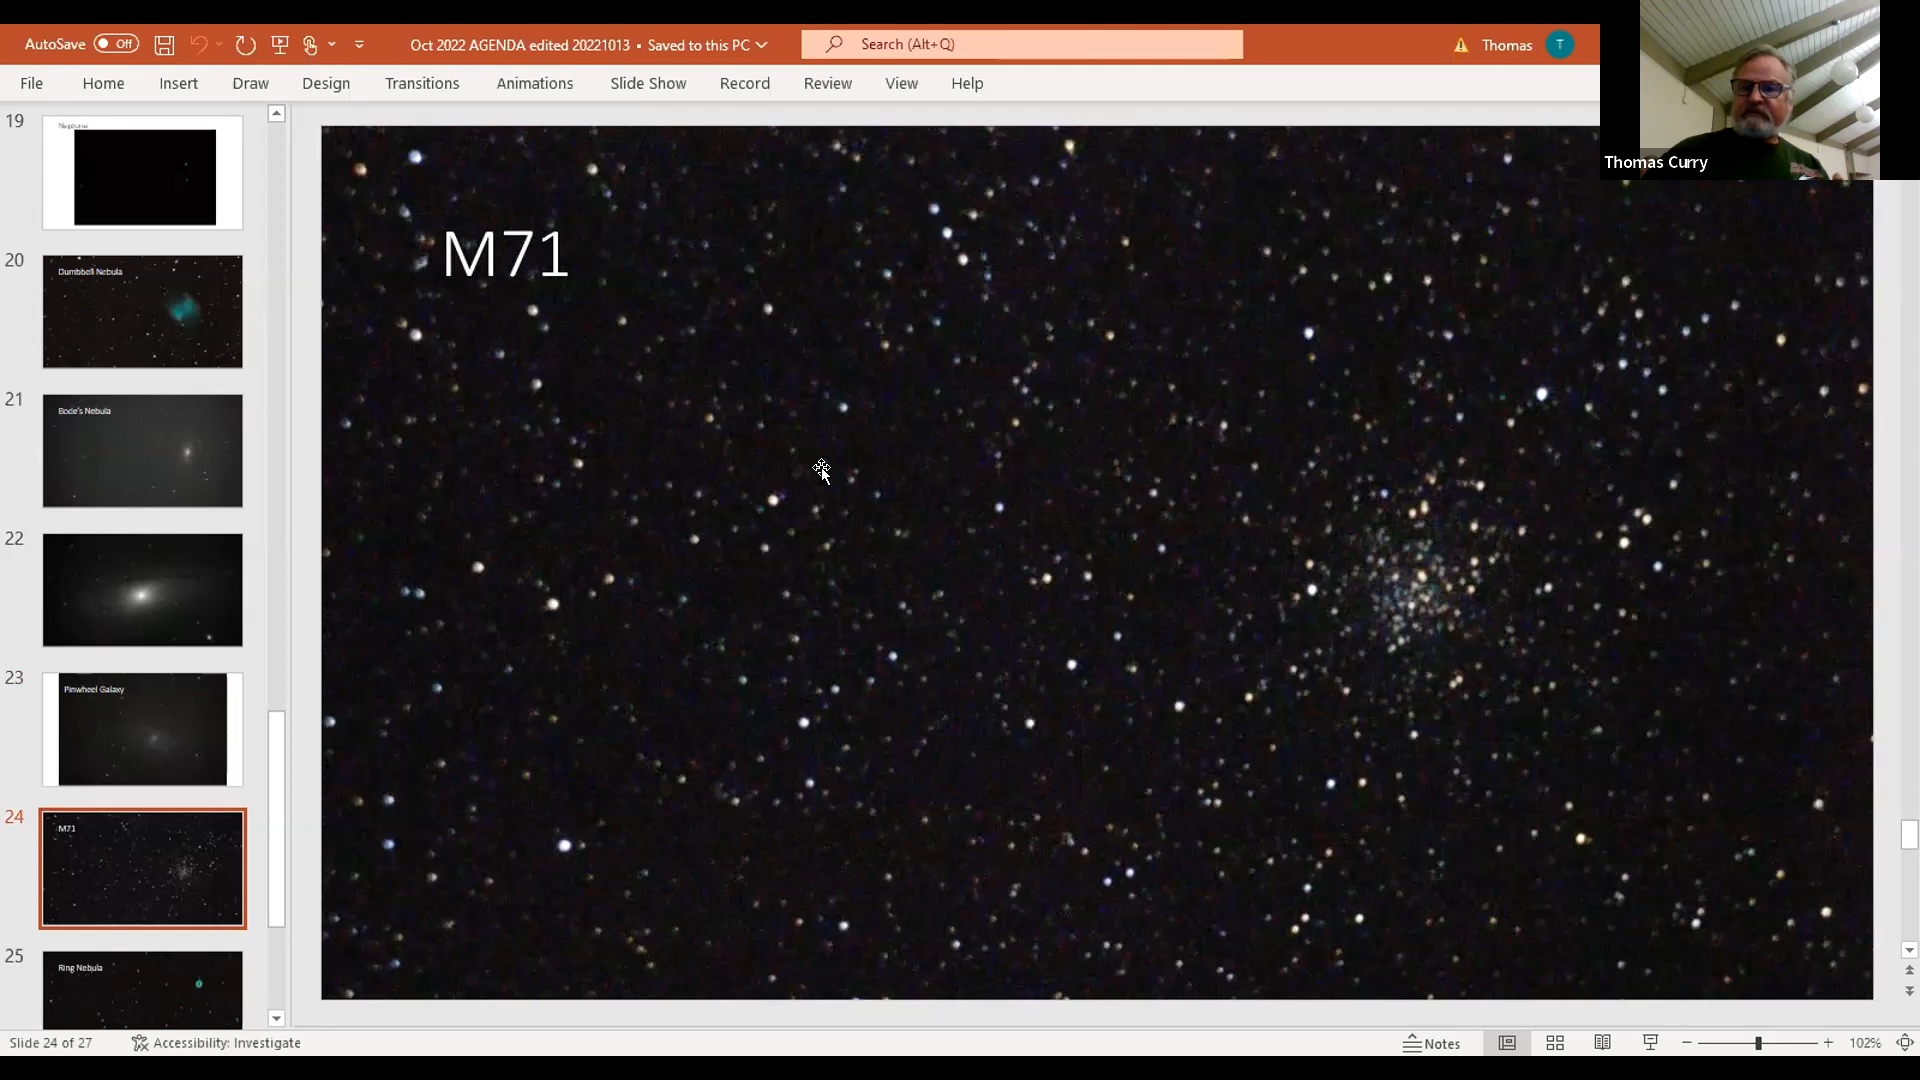 AutoSave Off
Oct 2022 AGENDA edited 20221013 • Saved to this PC
Search (Alt+Q)
Thomas T
File Home Insert Draw Design Transitions Animations Slide Show Record Review View Help
Thomas Curry
19
Neptune
20
Dumbbell Nebula
21
Bode's Nebula
22
23
Pinwheel Galaxy
24
M71
25
Ring Nebula
M71
Slide 24 of 27
Accessibility: Investigate
Notes
102%